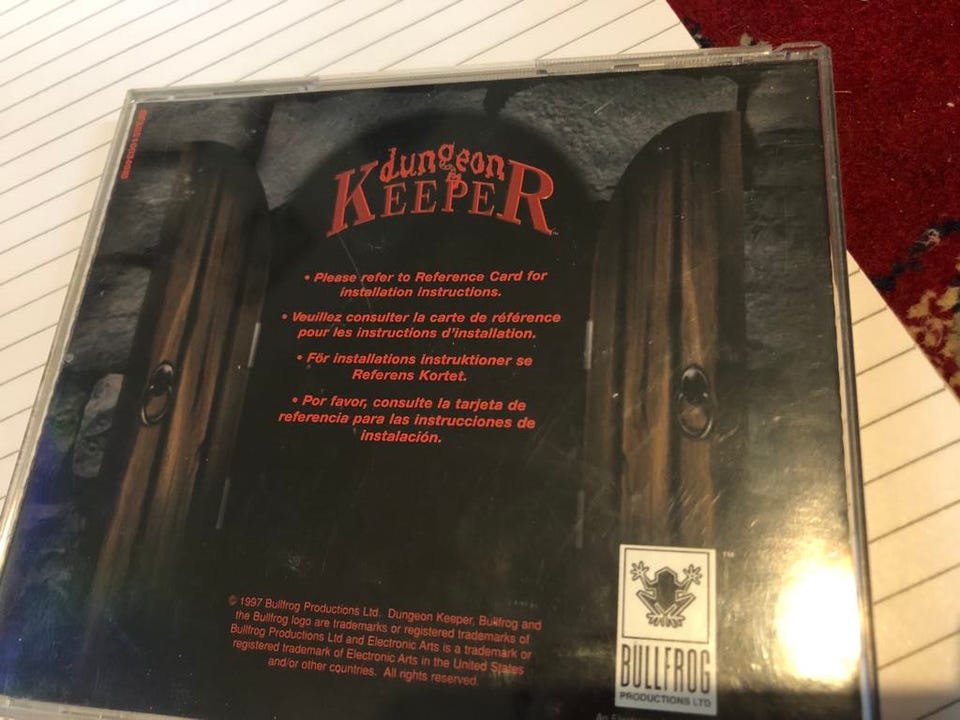 dungeon
KEEPER
• Please refer to Reference Card for
installation instructions.
• Veuillez consulter la carte de référence
pour les instructions d'installation.
• För installations instruktioner se
Referens Kortet.
• Por favor, consulte la tarjeta de
referencia para las instrucciones de
instalación.
© 1997 Bullfrog Productions Ltd. Dungeon Keeper, Bullfrog and
the Bullfrog logo are trademarks or registered trademarks of
Bullfrog Productions Ltd and Electronic Arts is a trademark or
registered trademark of Electronic Arts in the United States
and/or other countries. All rights reserved.
TM
BULLFROG
PRODUCTIONS LTD